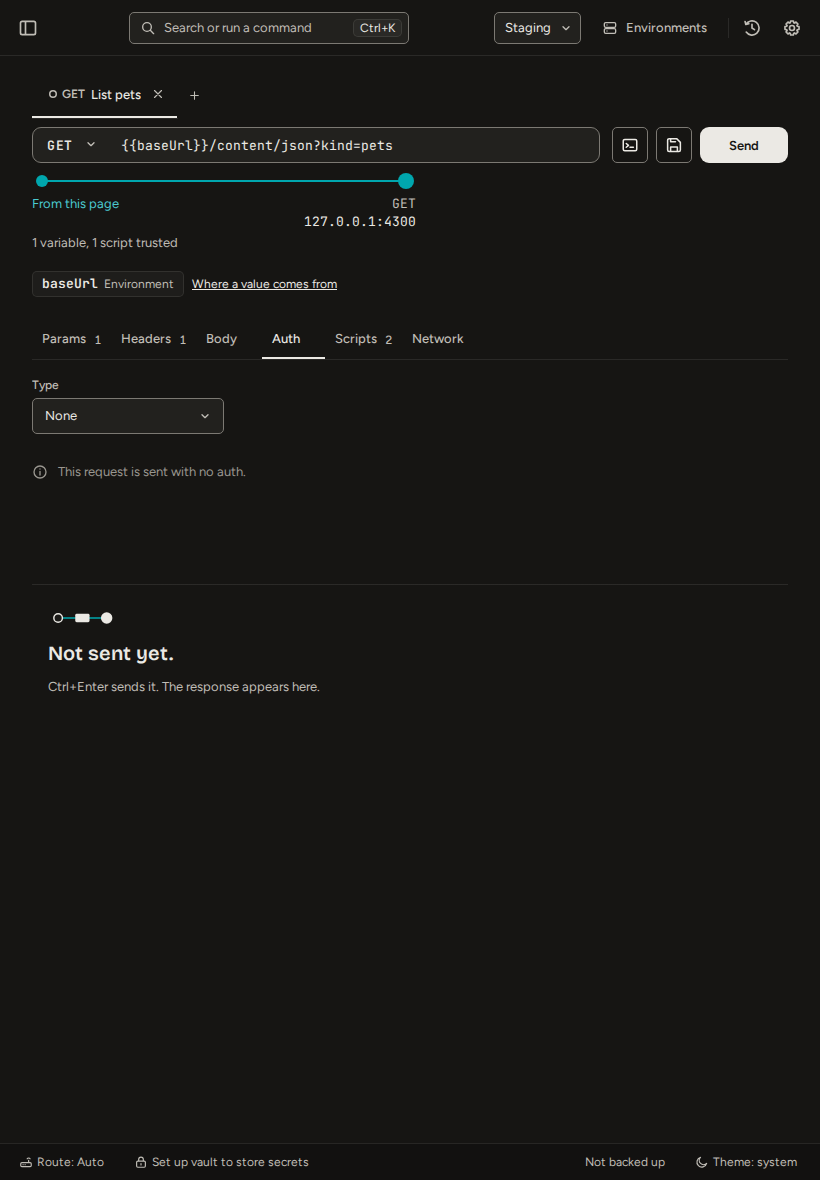 Search or run a command Ctrl+K Staging Environments
GET List pets
GET {{baseUrl}}/content/json?kind=pets Send
From this page GET
127.0.0.1:4300
1 variable, 1 script trusted
baseUrl Environment Where a value comes from
Params 1 Headers 1 Body Auth Scripts 2 Network
Type
None
This request is sent with no auth.
Not sent yet.
Ctrl+Enter sends it. The response appears here.
Route: Auto Set up vault to store secrets Not backed up Theme: system